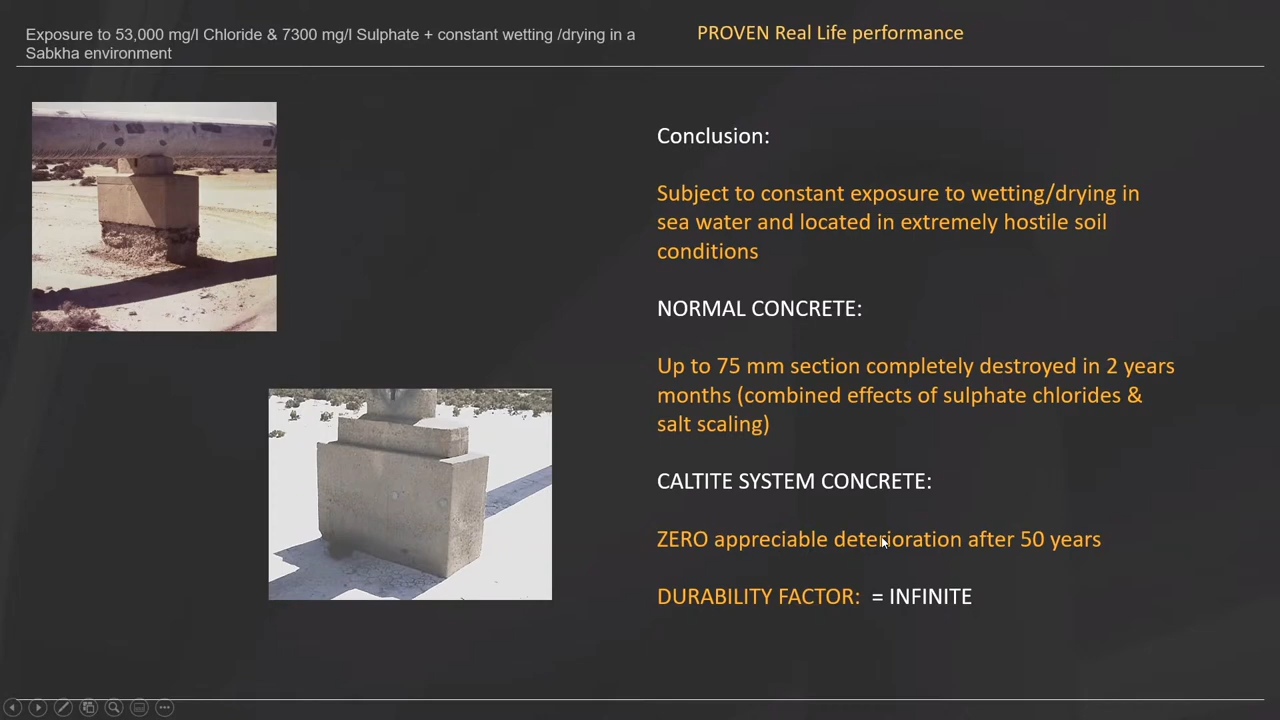 Exposure to 53,000 mg/l Chloride & 7300 mg/l Sulphate + constant wetting /drying in a
Sabkha environment
PROVEN Real Life performance
Conclusion:
Subject to constant exposure to wetting/drying in
sea water and located in extremely hostile soil
conditions
NORMAL CONCRETE:
Up to 75 mm section completely destroyed in 2 years
months (combined effects of sulphate chlorides &
salt scaling)
CALTITE SYSTEM CONCRETE:
ZERO appreciable deterioration after 50 years
DURABILITY FACTOR: = INFINITE